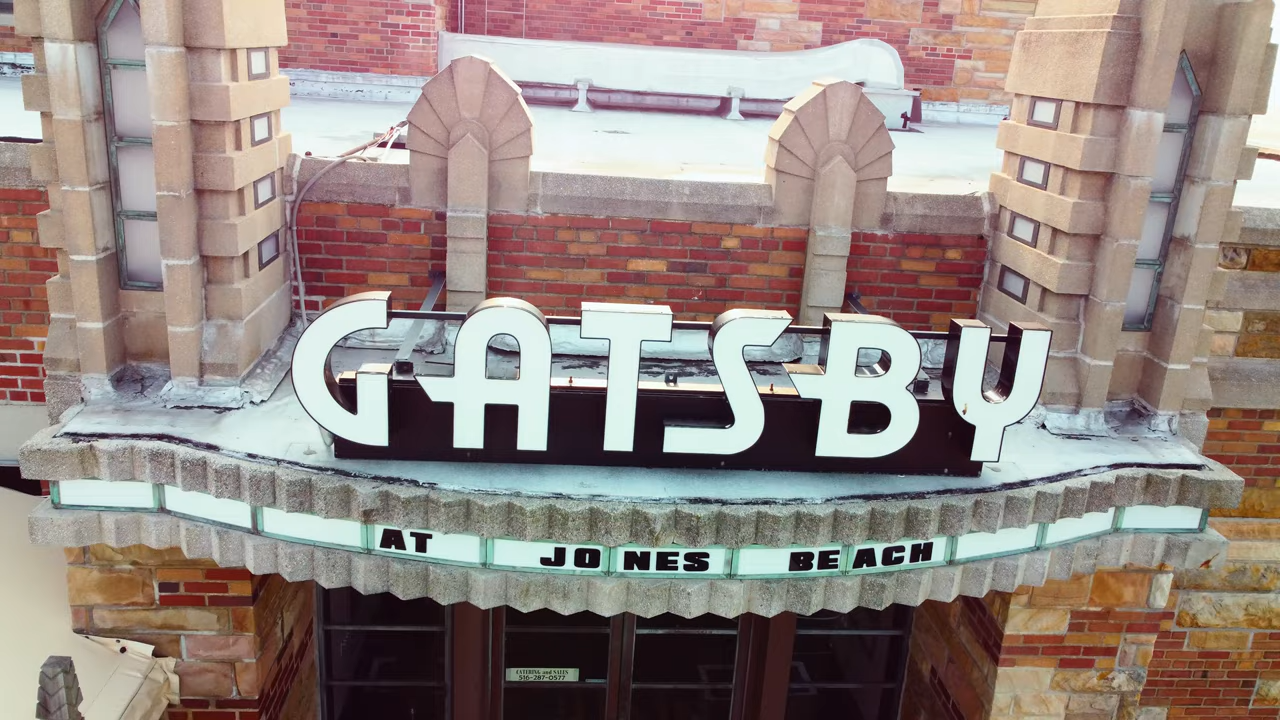 GATSBY
AT JONES BEACH
CATERING and SALES
516-287-0577